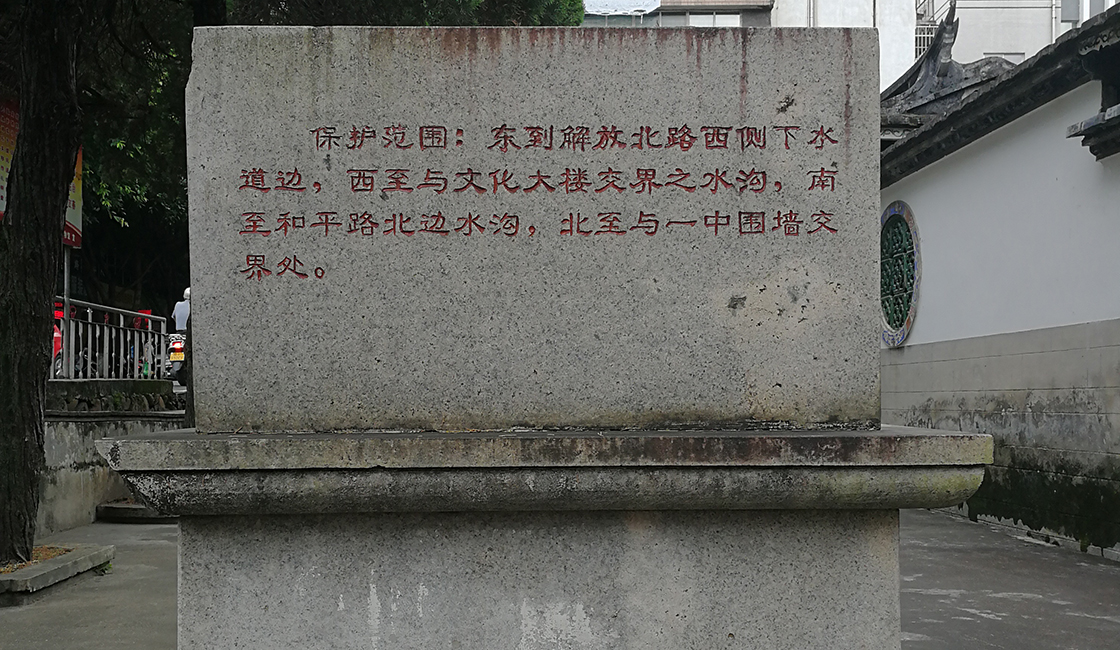 保护范围：东到解放北路西侧下水
道边，西至与文化大楼交界之水沟，南
至和平路北边水沟，北至与一中围墙交
界处。